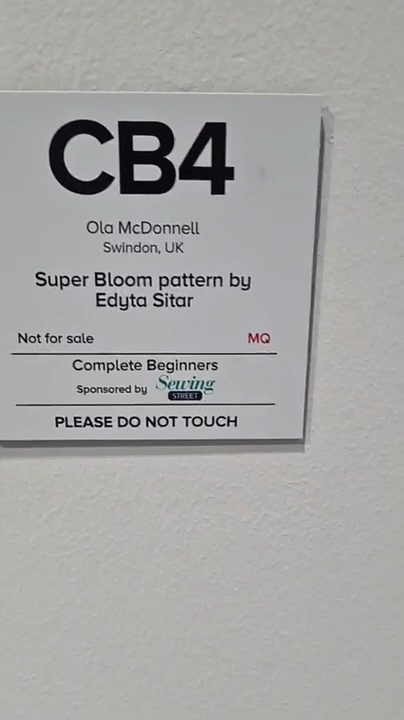 CB4
Ola McDonnell
Swindon, UK
Super Bloom pattern by
Edyta Sitar
Not for sale MQ
Complete Beginners
Sponsored by Sewing
STREET
PLEASE DO NOT TOUCH